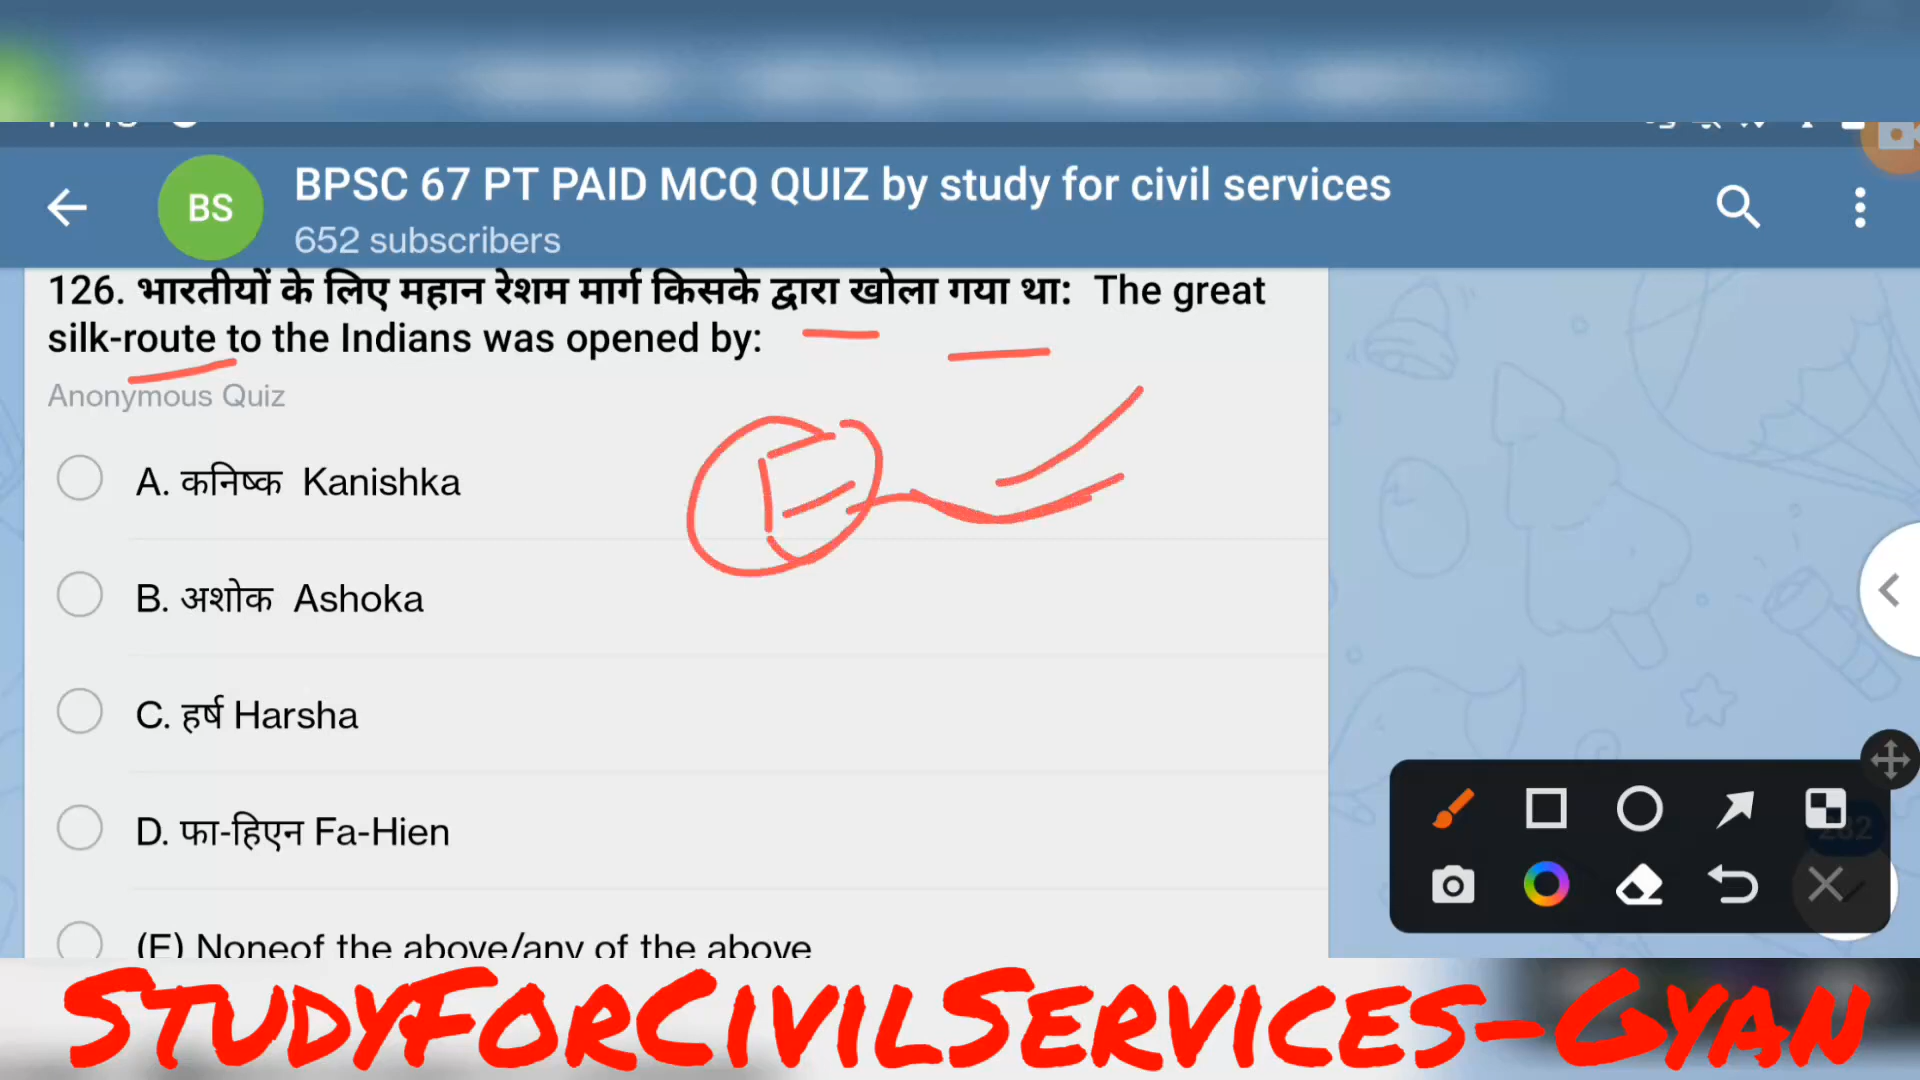 BS
BPSC 67 PT PAID MCQ QUIZ by study for civil services
652 subscribers
126. भारतीयों के लिए महान रेशम मार्ग किसके द्वारा खोला गया था: The great
silk-route to the Indians was opened by:
Anonymous Quiz
E
A. कनिष्क Kanishka
B. अशोक Ashoka
C. हर्ष Harsha
D. फा-हिएन Fa-Hien
(E) Noneof the above/any of the above
StudyForCivilServices-Gyan